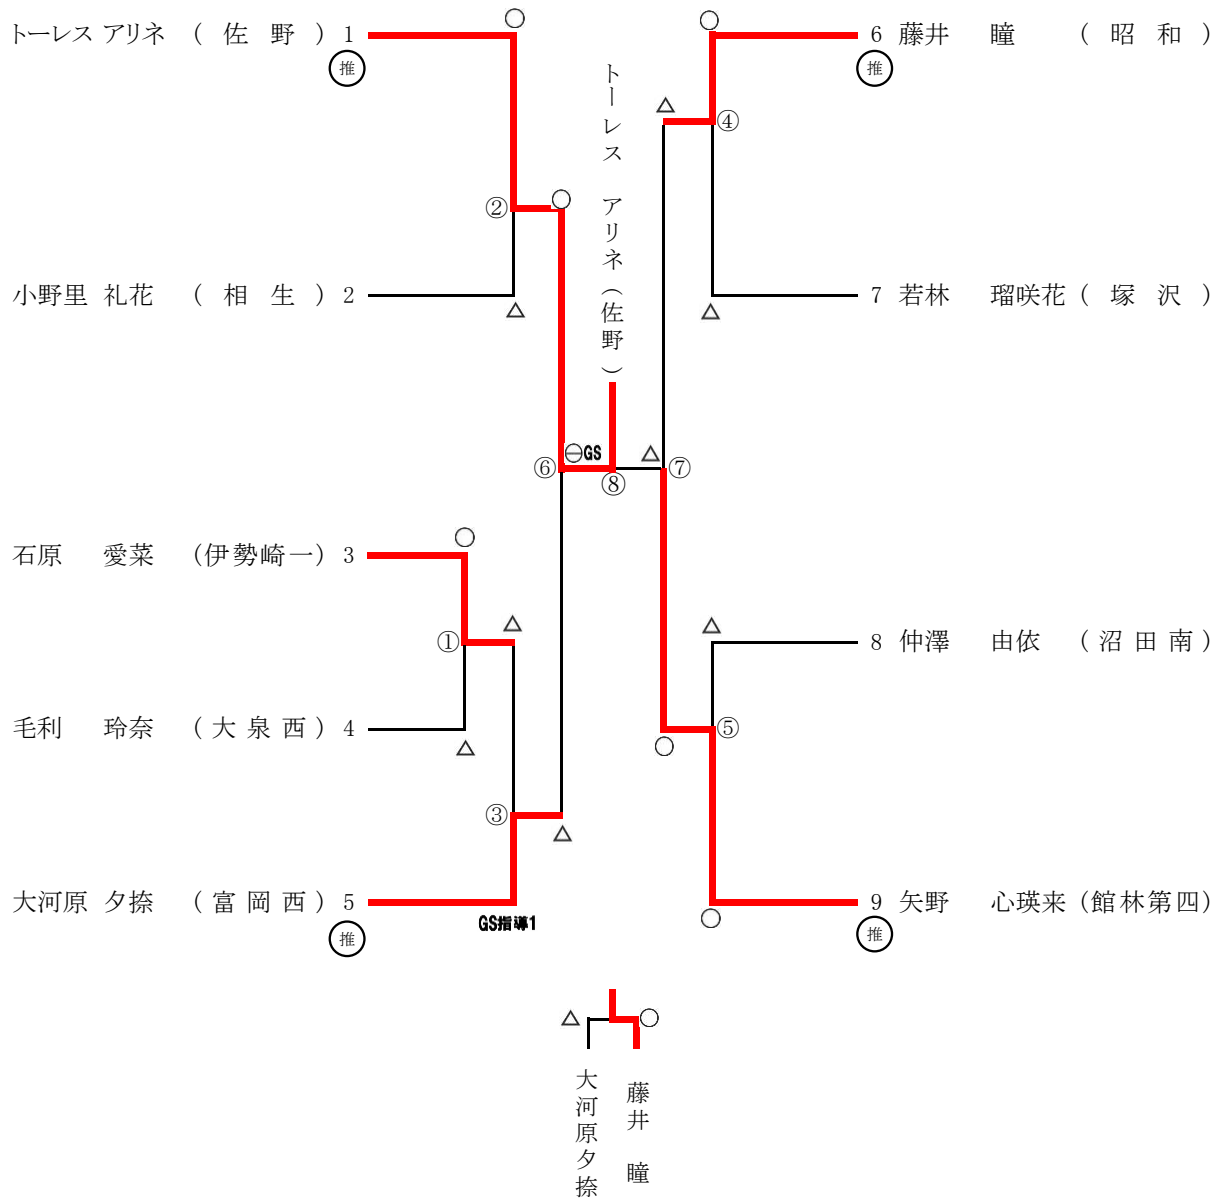 トーレス アリネ ( 佐 野 ) 1
推
小野里 礼花 ( 相 生 ) 2
石原 愛菜 (伊勢崎一) 3
毛利 玲奈 ( 大 泉 西 ) 4
大河原 夕捺 ( 富 岡 西 ) 5
推
②
①
③
GS指導1
⑥
GS
⑧
トーレス アリネ(佐野)
⑦
④
⑤
6 藤井 瞳 ( 昭 和 )
推
7 若林 瑠咲花 ( 塚 沢 )
8 仲澤 由依 ( 沼 田 南 )
9 矢野 心瑛来 (館林第四)
推
大河原夕捺
藤井 瞳